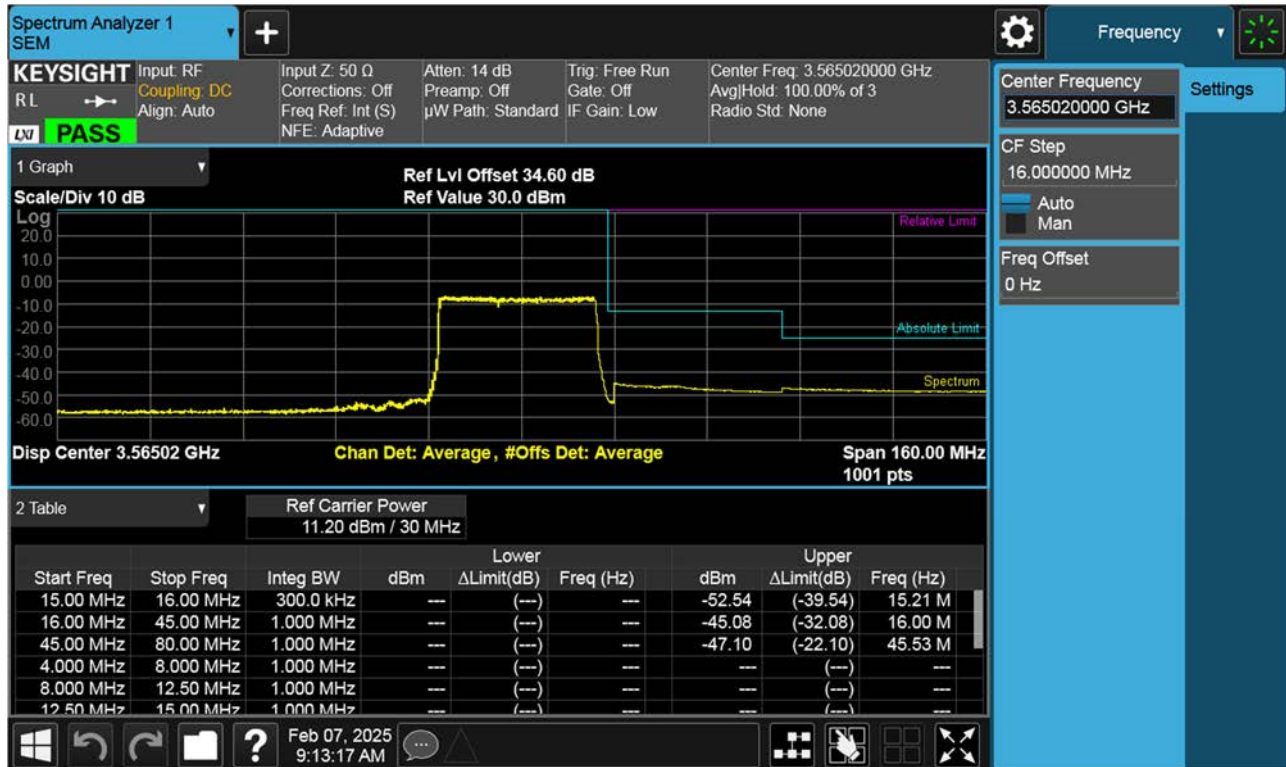 Spectrum Analyzer 1
SEM
+
Frequency
KEYSIGHT
RL
LXI PASS
Input: RF
Coupling: DC
Align: Auto
Input Z: 50 Ω
Corrections: Off
Freq Ref: Int (S)
NFE: Adaptive
Atten: 14 dB
Preamp: Off
µW Path: Standard
Trig: Free Run
Gate: Off
IF Gain: Low
Center Freq: 3.565020000 GHz
Avg|Hold: 100.00% of 3
Radio Std: None
Center Frequency
3.565020000 GHz
Settings
CF Step
16.000000 MHz
Auto
Man
Freq Offset
0 Hz
1 Graph
Ref Lvl Offset 34.60 dB
Scale/Div 10 dB
Ref Value 30.0 dBm
Log
Relative Limit
20.0
10.0
0.00
-10.0
-20.0
Absolute Limit
-30.0
-40.0
Spectrum
-50.0
-60.0
Disp Center 3.56502 GHz
Chan Det: Average, #Offs Det: Average
Span 160.00 MHz
1001 pts
2 Table
Ref Carrier Power
11.20 dBm / 30 MHz
Lower Upper
Start Freq Stop Freq Integ BW dBm ΔLimit(dB) Freq (Hz) dBm ΔLimit(dB) Freq (Hz)
15.00 MHz 16.00 MHz 300.0 kHz --- (---) --- -52.54 (-39.54) 15.21 M
16.00 MHz 45.00 MHz 1.000 MHz --- (---) --- -45.08 (-32.08) 16.00 M
45.00 MHz 80.00 MHz 1.000 MHz --- (---) --- -47.10 (-22.10) 45.53 M
4.000 MHz 8.000 MHz 1.000 MHz --- (---) --- --- (---) ---
8.000 MHz 12.50 MHz 1.000 MHz --- (---) --- --- (---) ---
12.50 MHz 15.00 MHz 1.000 MHz --- (---) --- --- (---) ---
?
Feb 07, 2025
9:13:17 AM